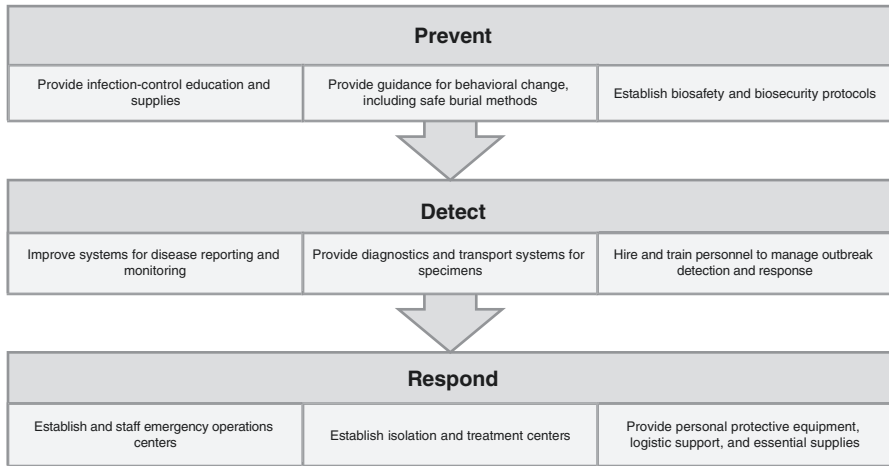 Prevent
Provide infection-control education and
supplies
Provide guidance for behavioral change,
including safe burial methods
Establish biosafety and biosecurity protocols
Detect
Improve systems for disease reporting and
monitoring
Provide diagnostics and transport systems for
specimens
Hire and train personnel to manage outbreak
detection and response
Respond
Establish and staff emergency operations
centers
Establish isolation and treatment centers
Provide personal protective equipment,
logistic support, and essential supplies